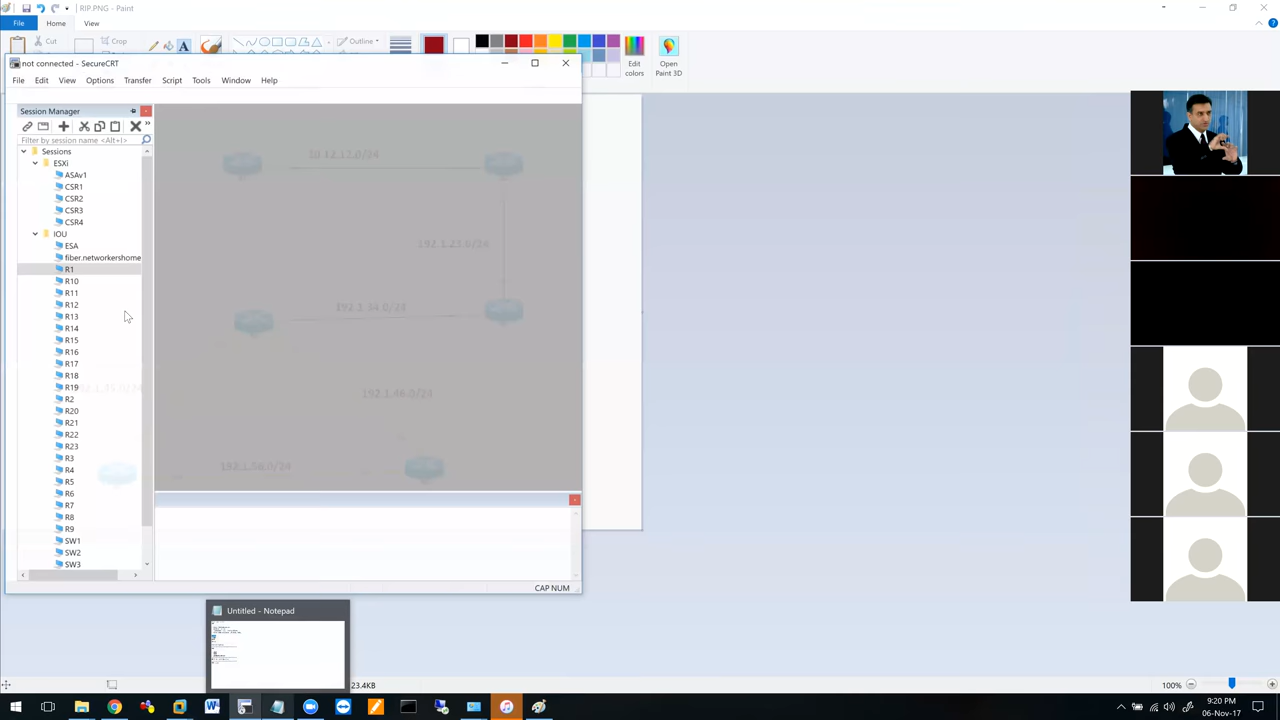 RIP.PNG - Paint
File
Home
View
Cut
Crop
Outline
Edit colors
Open Paint 3D
not connected - SecureCRT
File Edit View Options Transfer Script Tools Window Help
Session Manager
Filter by session name <Alt+I>
Sessions
ESXi
ASAv1
CSR1
CSR2
CSR3
CSR4
IOU
ESA
fiber.networkershome
R1
R10
R11
R12
R13
R14
R15
R16
R17
R18
R19
R2
R20
R21
R22
R23
R3
R4
R5
R6
R7
R8
R9
SW1
SW2
SW3
192.1.23.0/24
192.1.34.0/24
192.1.46.0/24
CAP NUM
Untitled - Notepad
23.4KB
100%
9:20 PM
06-Nov-17